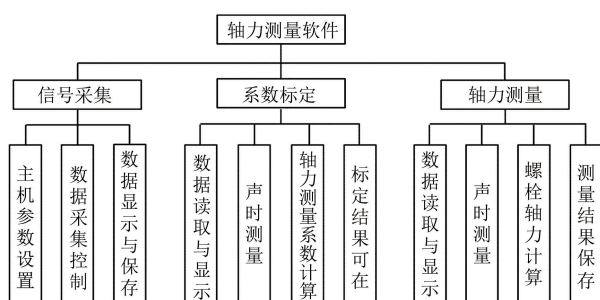 轴力测量软件
信号采集
系数标定
轴力测量
主机参数设置
数据采集控制
数据显示与保存
数据读取与显示
声时测量
轴力测量系数计算
标定结果可在
数据读取与显示
声时测量
螺栓轴力计算
测量结果保存